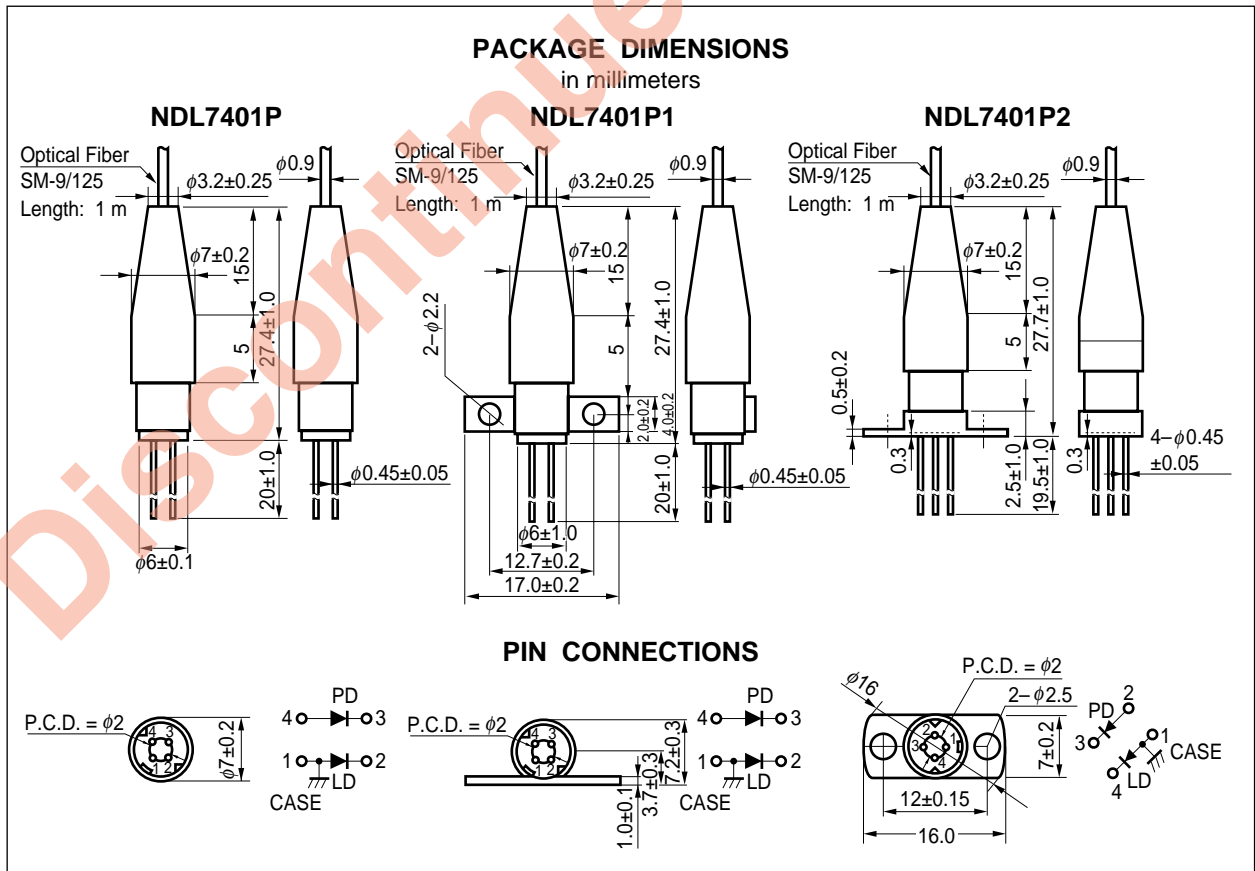 PACKAGE DIMENSIONS
in millimeters
NDL7401P
Optical Fiber
SM-9/125
Length: 1 m
φ3.2±0.25
φ0.9
φ7±0.2
15
27.4±1.0
5
20±1.0
φ0.45±0.05
φ6±0.1
NDL7401P1
Optical Fiber
SM-9/125
Length: 1 m
φ3.2±0.25
φ0.9
φ7±0.2
15
27.4±1.0
2–φ2.2
5
2.0±0.2
4.0±0.2
20±1.0
φ0.45±0.05
φ6±1.0
12.7±0.2
17.0±0.2
NDL7401P2
Optical Fiber
SM-9/125
Length: 1 m
φ3.2±0.25
φ0.9
φ7±0.2
15
27.7±1.0
5
0.5±0.2
0.3
2.5±1.0
19.5±1.0
0.3
4–φ0.45
±0.05
PIN CONNECTIONS
P.C.D. = φ2
4 3
1 2
φ7±0.2
PD
4 3
1 2
LD
CASE
P.C.D. = φ2
4 3
1 2
1.0±0.1
3.7±0.3
7.2±0.3
PD
4 3
1 2
LD
CASE
φ16
P.C.D. = φ2
2–φ2.5
2
3 1
4
7±0.2
12±0.15
16.0
2
PD
3
1
CASE
LD
4
Discontinue